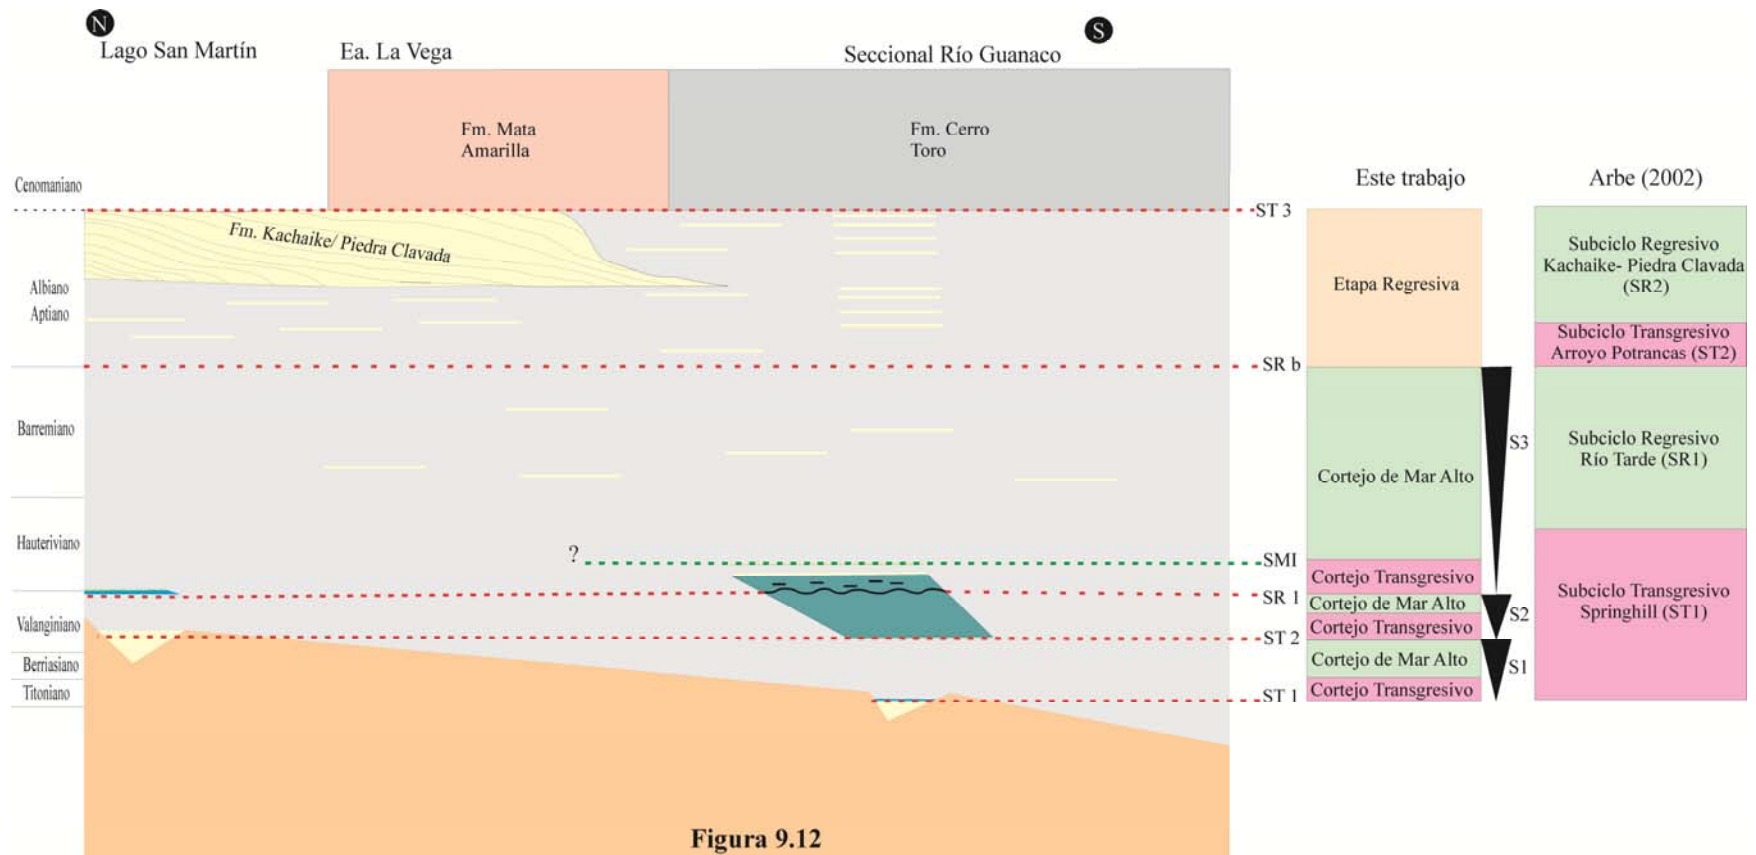 N
S
Lago San Martín
Ea. La Vega
Seccional Río Guanaco
Fm. Mata
Amarilla
Fm. Cerro
Toro
Cenomaniano
Albiano
Aptiano
Barremiano
Hauteriviano
Valanginiano
Berriasiano
Titoniano
Fm. Kachaike/ Piedra Clavada
?
ST 3
SR b
SMI
SR 1
ST 2
ST 1
Este trabajo
Etapa Regresiva
Cortejo de Mar Alto
Cortejo Transgresivo
Cortejo de Mar Alto
Cortejo Transgresivo
Cortejo de Mar Alto
Cortejo Transgresivo
S3
S2
S1
Arbe (2002)
Subciclo Regresivo
Kachaike- Piedra Clavada
(SR2)
Subciclo Transgresivo
Arroyo Potrancas (ST2)
Subciclo Regresivo
Río Tarde (SR1)
Subciclo Transgresivo
Springhill (ST1)
Figura 9.12